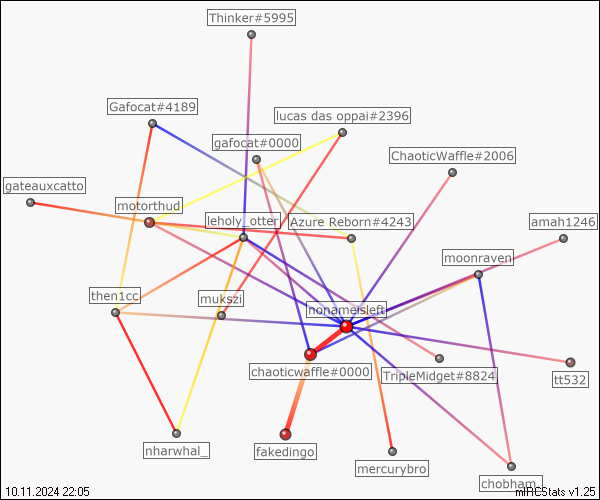 Thinker#5995
Gafocat#4189
lucas das oppai#2396
gafocat#0000
ChaoticWaffle#2006
gateauxcatto
motorthud
leholy_otter
Azure Reborn#4243
amah1246
moonraven
then1cc
mukszi
nonameisleft
chaoticwaffle#0000
TripleMidget#8824
tt532
nharwhal_
fakedingo
mercurybro
chobham_
10.11.2024 22:05
mIRCStats v1.25